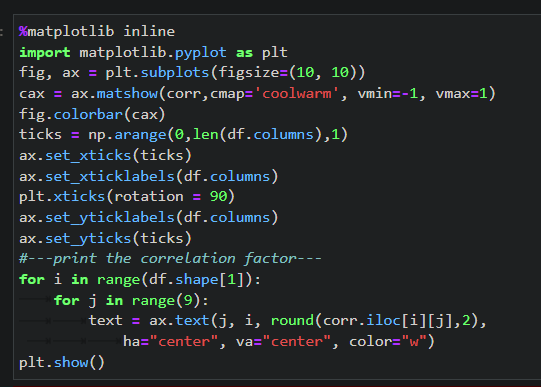 %matplotlib inline
import matplotlib.pyplot as plt
fig, ax = plt.subplots(figsize=(10, 10))
cax = ax.matshow(corr,cmap='coolwarm', vmin=-1, vmax=1)
fig.colorbar(cax)
ticks = np.arange(0,len(df.columns),1)
ax.set_xticks(ticks)
ax.set_xticklabels(df.columns)
plt.xticks(rotation = 90)
ax.set_yticklabels(df.columns)
ax.set_yticks(ticks)
#---print the correlation factor---
for i in range(df.shape[1]):
    for j in range(9):
        text = ax.text(j, i, round(corr.iloc[i][j],2),
            ha="center", va="center", color="w")
plt.show()